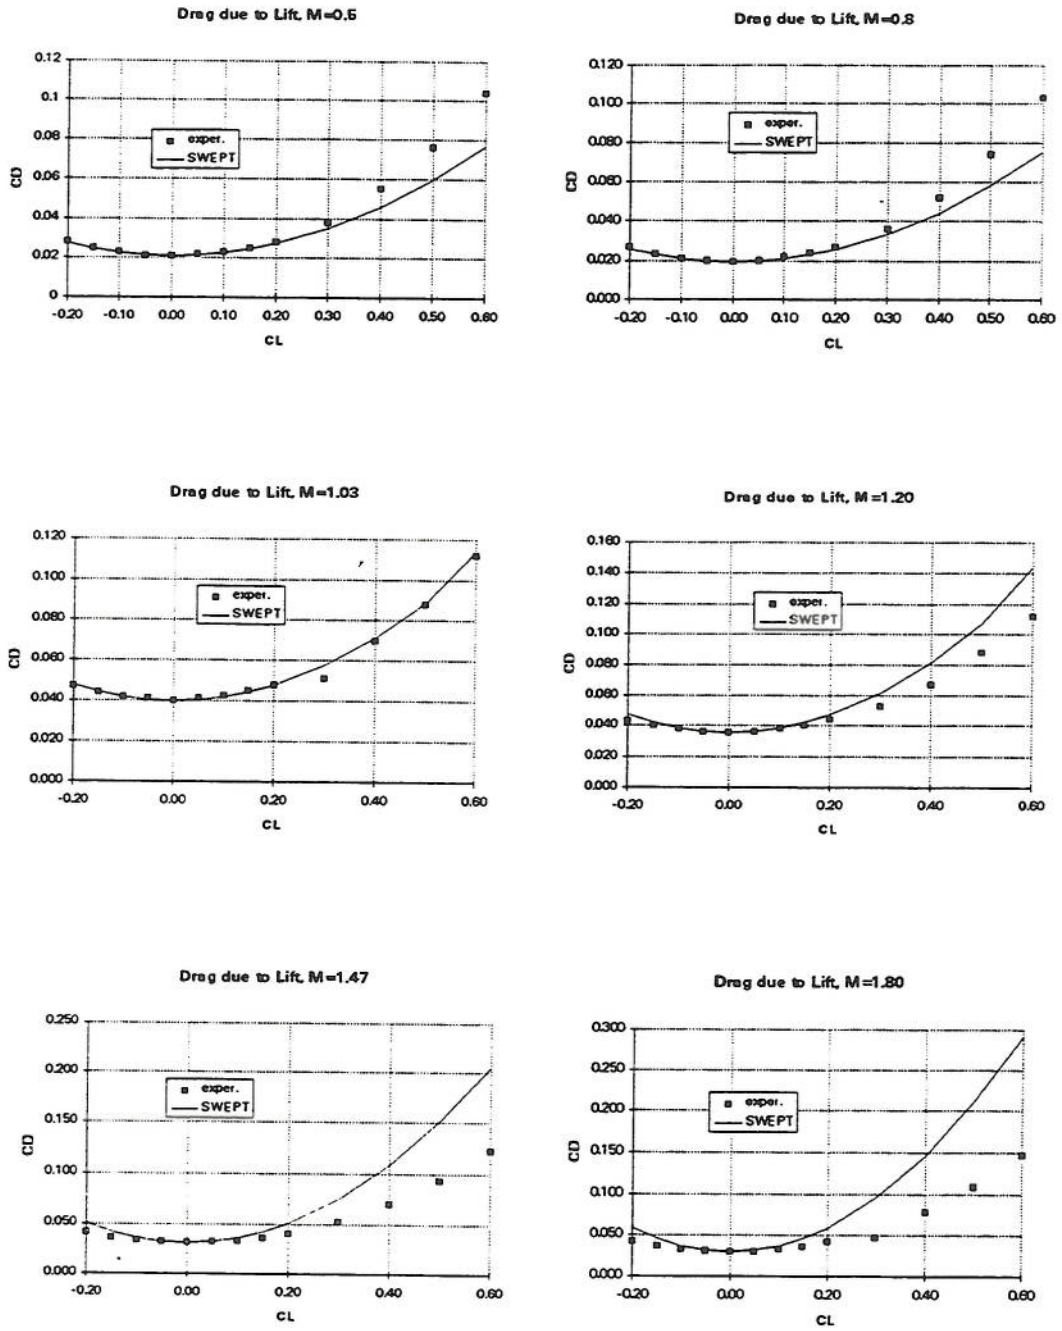 Drag due to Lift, M=0.5
0.12
0.1
0.08
0.06
0.04
0.02
0
CD
exper.
SWEPT
-0.20 -0.10 0.00 0.10 0.20 0.30 0.40 0.50 0.60
CL
Drag due to Lift, M=0.8
0.120
0.100
0.080
0.060
0.040
0.020
0.000
CD
exper.
SWEPT
-0.20 -0.10 0.00 0.10 0.20 0.30 0.40 0.50 0.60
CL
Drag due to Lift, M=1.03
0.120
0.100
0.080
0.060
0.040
0.020
0.000
CD
exper.
SWEPT
-0.20 0.00 0.20 0.40 0.60
CL
Drag due to Lift, M=1.20
0.160
0.140
0.120
0.100
0.080
0.060
0.040
0.020
0.000
CD
exper.
SWEPT
-0.20 0.00 0.20 0.40 0.60
CL
Drag due to Lift, M=1.47
0.250
0.200
0.150
0.100
0.050
0.000
CD
exper.
SWEPT
-0.20 0.00 0.20 0.40 0.60
CL
Drag due to Lift, M=1.80
0.300
0.250
0.200
0.150
0.100
0.050
0.000
CD
exper.
SWEPT
-0.20 0.00 0.20 0.40 0.60
CL